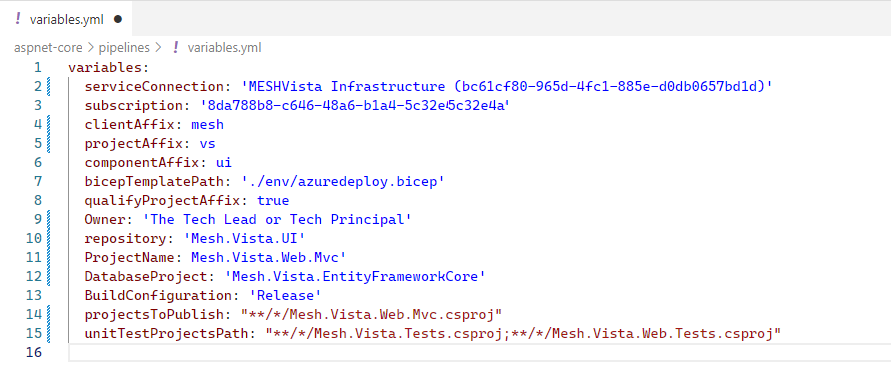 ! variables.yml ●
aspnet-core > pipelines > ! variables.yml
1 variables:
2 serviceConnection: 'MESHVista Infrastructure (bc61cf80-965d-4fc1-885e-d0db0657bd1d)'
3 subscription: '8da788b8-c646-48a6-b1a4-5c32e5c32e4a'
4 clientAffix: mesh
5 projectAffix: vs
6 componentAffix: ui
7 bicepTemplatePath: './env/azuredeploy.bicep'
8 qualifyProjectAffix: true
9 Owner: 'The Tech Lead or Tech Principal'
10 repository: 'Mesh.Vista.UI'
11 ProjectName: Mesh.Vista.Web.Mvc'
12 DatabaseProject: 'Mesh.Vista.EntityFrameworkCore'
13 BuildConfiguration: 'Release'
14 projectsToPublish: "**/*/Mesh.Vista.Web.Mvc.csproj"
15 unitTestProjectsPath: "**/*/Mesh.Vista.Tests.csproj;**/*/Mesh.Vista.Web.Tests.csproj"
16